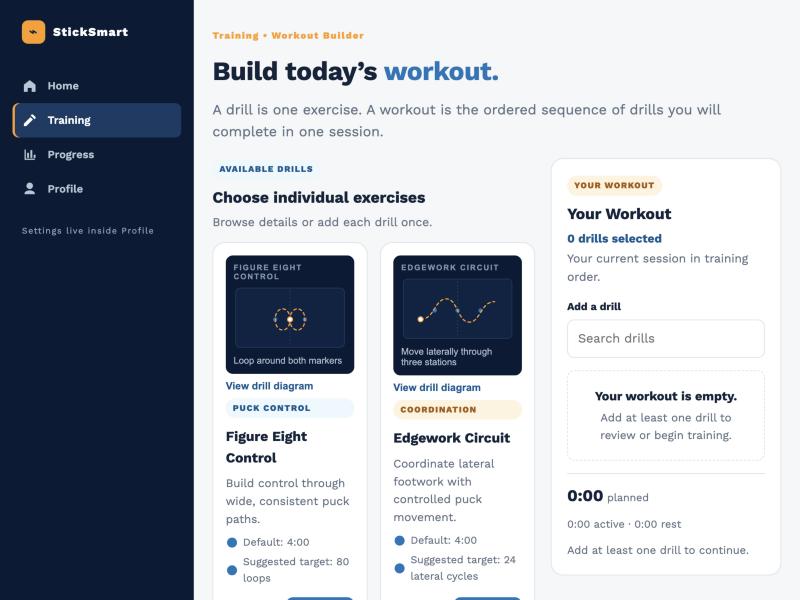 StickSmart
Home
Training
Progress
Profile
Settings live inside Profile
Training • Workout Builder
Build today’s workout.
A drill is one exercise. A workout is the ordered sequence of drills you will
complete in one session.
AVAILABLE DRILLS
Choose individual exercises
Browse details or add each drill once.
FIGURE EIGHT
CONTROL
Loop around both markers
View drill diagram
PUCK CONTROL
Figure Eight
Control
Build control through
wide, consistent puck
paths.
Default: 4:00
Suggested target: 80
loops
EDGEWORK CIRCUIT
Move laterally through
three stations
View drill diagram
COORDINATION
Edgework Circuit
Coordinate lateral
footwork with
controlled puck
movement.
Default: 4:00
Suggested target: 24
lateral cycles
YOUR WORKOUT
Your Workout
0 drills selected
Your current session in training
order.
Add a drill
Search drills
Your workout is empty.
Add at least one drill to
review or begin training.
0:00 planned
0:00 active · 0:00 rest
Add at least one drill to continue.